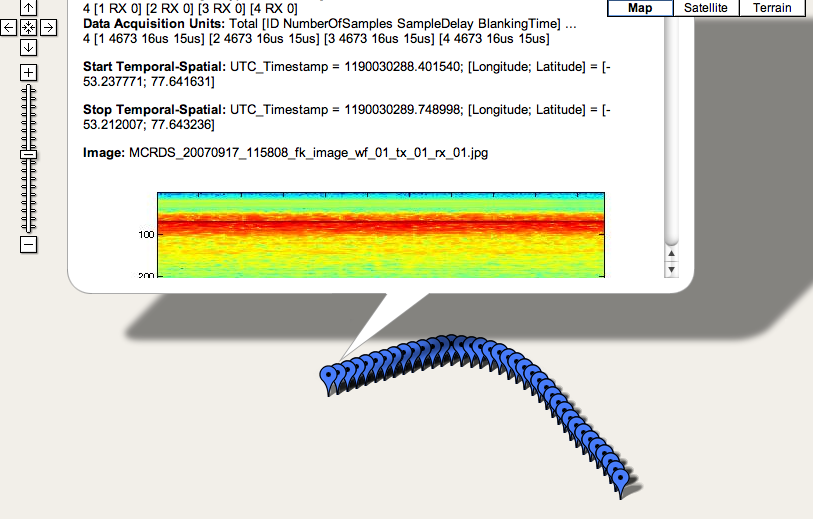 4 [1 RX 0] [2 RX 0] [3 RX 0] [4 RX 0]
Data Acquisition Units: Total [ID NumberOfSamples SampleDelay BlankingTime] ...
4 [1 4673 16us 15us] [2 4673 16us 15us] [3 4673 16us 15us] [4 4673 16us 15us]
Start Temporal-Spatial: UTC_Timestamp = 1190030288.401540; [Longitude; Latitude] = [-
53.237771; 77.641631]
Stop Temporal-Spatial: UTC_Timestamp = 1190030289.748998; [Longitude; Latitude] = [-
53.212007; 77.643236]
Image: MCRDS_20070917_115808_fk_image_wf_01_tx_01_rx_01.jpg
100
200
Map
Satellite
Terrain